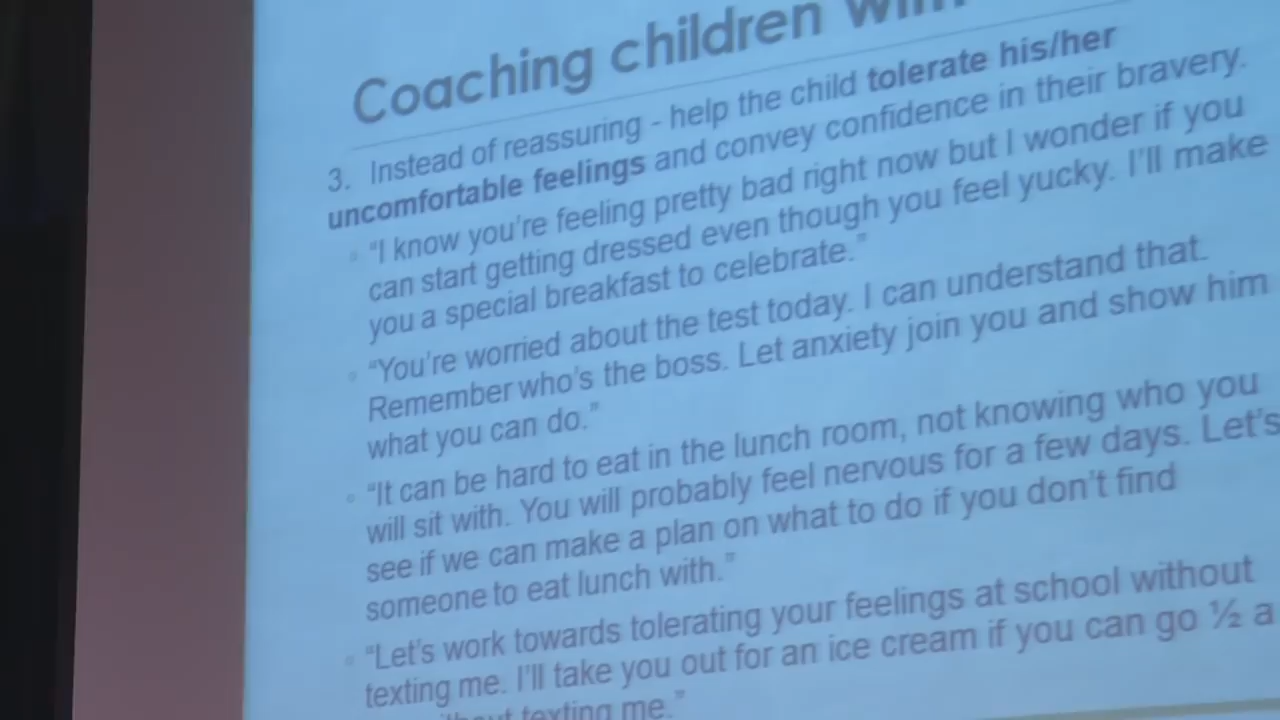 Coaching children
3. Instead of reassuring - help the child tolerate his/her
uncomfortable feelings and convey confidence in their bravery.
“I know you’re feeling pretty bad right now but I wonder if you
can start getting dressed even though you feel yucky. I’ll make
you a special breakfast to celebrate.”
“You’re worried about the test today. I can understand that.
Remember who’s the boss. Let anxiety join you and show him
what you can do.”
“It can be hard to eat in the lunch room, not knowing who you
will sit with. You will probably feel nervous for a few days. Let’s
see if we can make a plan on what to do if you don’t find
someone to eat lunch with.”
“Let’s work towards tolerating your feelings at school without
texting me. I’ll take you out for an ice cream if you can go ½ a
texting me.”